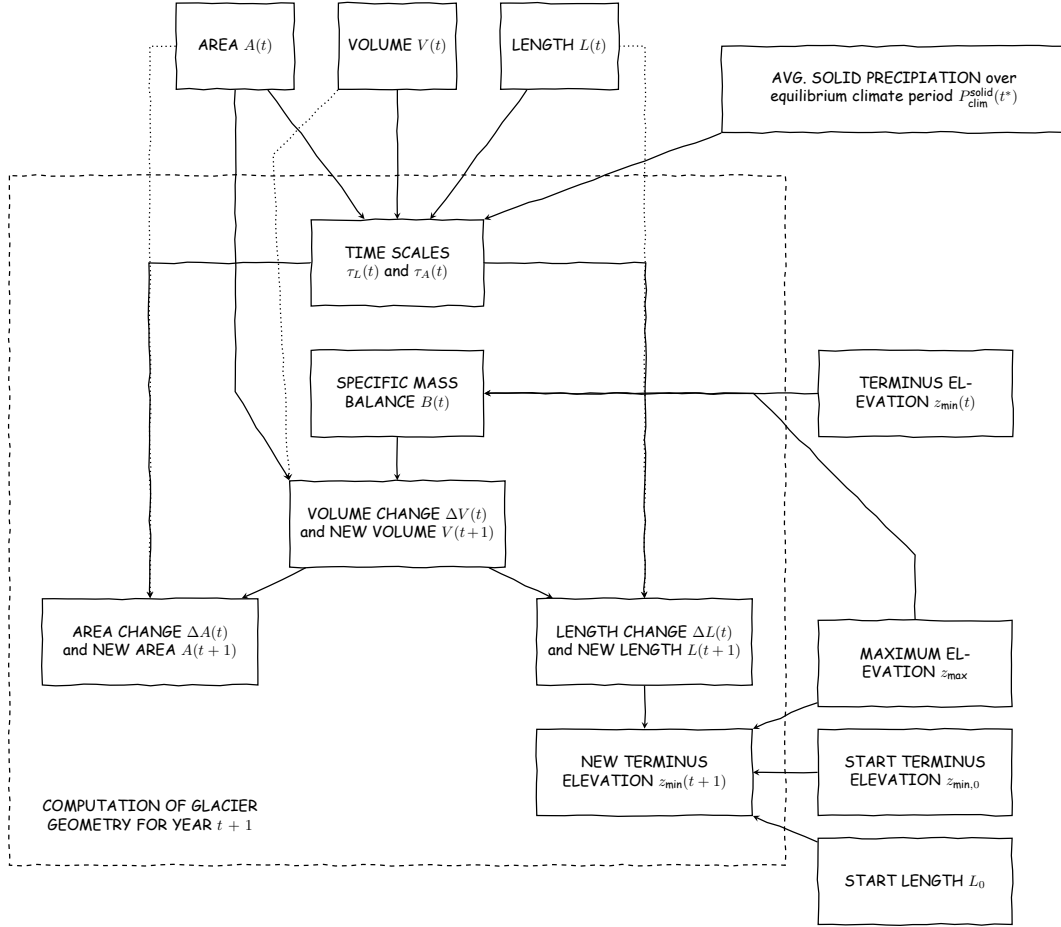 AREA A(t)
VOLUME V(t)
LENGTH L(t)
AVG. SOLID PRECIPIATION over
equilibrium climate period P^solid_clim(t*)
TIME SCALES
τ_L(t) and τ_A(t)
SPECIFIC MASS
BALANCE B(t)
TERMINUS EL-
EVATION z_min(t)
VOLUME CHANGE ΔV(t)
and NEW VOLUME V(t+1)
AREA CHANGE ΔA(t)
and NEW AREA A(t+1)
LENGTH CHANGE ΔL(t)
and NEW LENGTH L(t+1)
MAXIMUM EL-
EVATION z_max
NEW TERMINUS
ELEVATION z_min(t+1)
START TERMINUS
ELEVATION z_min,0
COMPUTATION OF GLACIER
GEOMETRY FOR YEAR t + 1
START LENGTH L_0